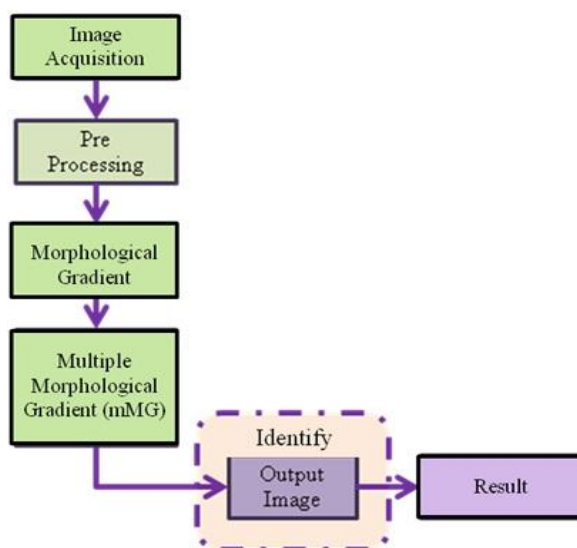 Image
Acquisition
Pre
Processing
Morphological
Gradient
Multiple
Morphological
Gradient (mMG)
Identify
Output
Image
Result